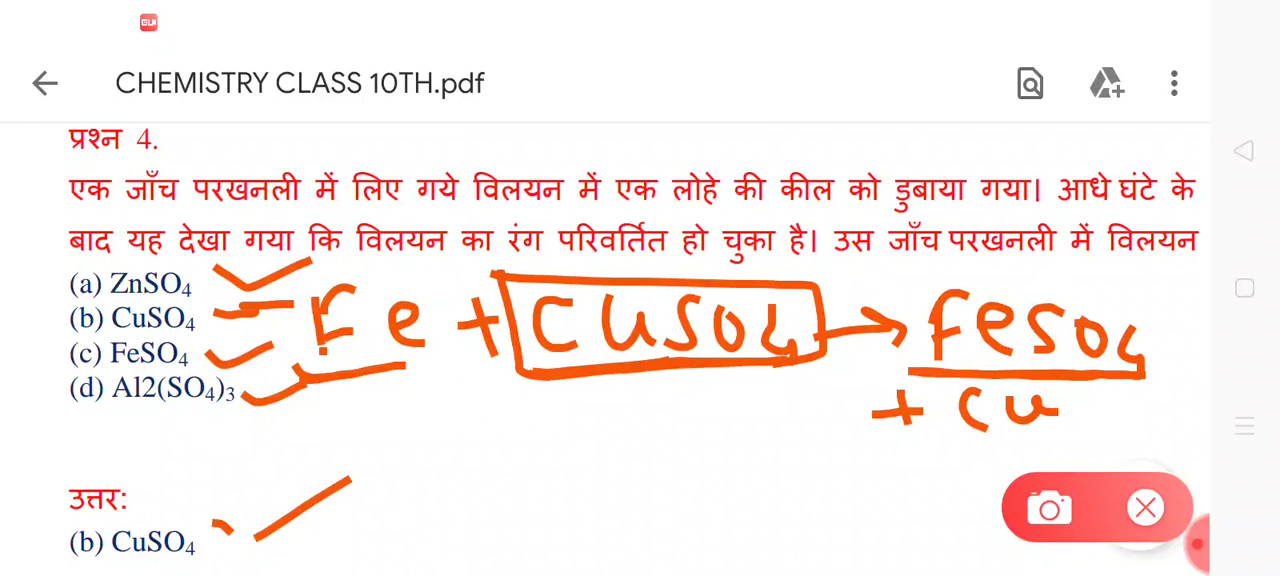 CHEMISTRY CLASS 10TH.pdf
प्रश्न 4.
एक जाँच परखनली में लिए गये विलयन में एक लोहे की कील को डुबाया गया। आधे घंटे के
बाद यह देखा गया कि विलयन का रंग परिवर्तित हो चुका है। उस जाँच परखनली में विलयन
(a) ZnSO4
(b) CuSO4
(c) FeSO4
(d) Al2(SO4)3
Fe + CuSO4 → FeSO4
+ Cu
उत्तर:
(b) CuSO4